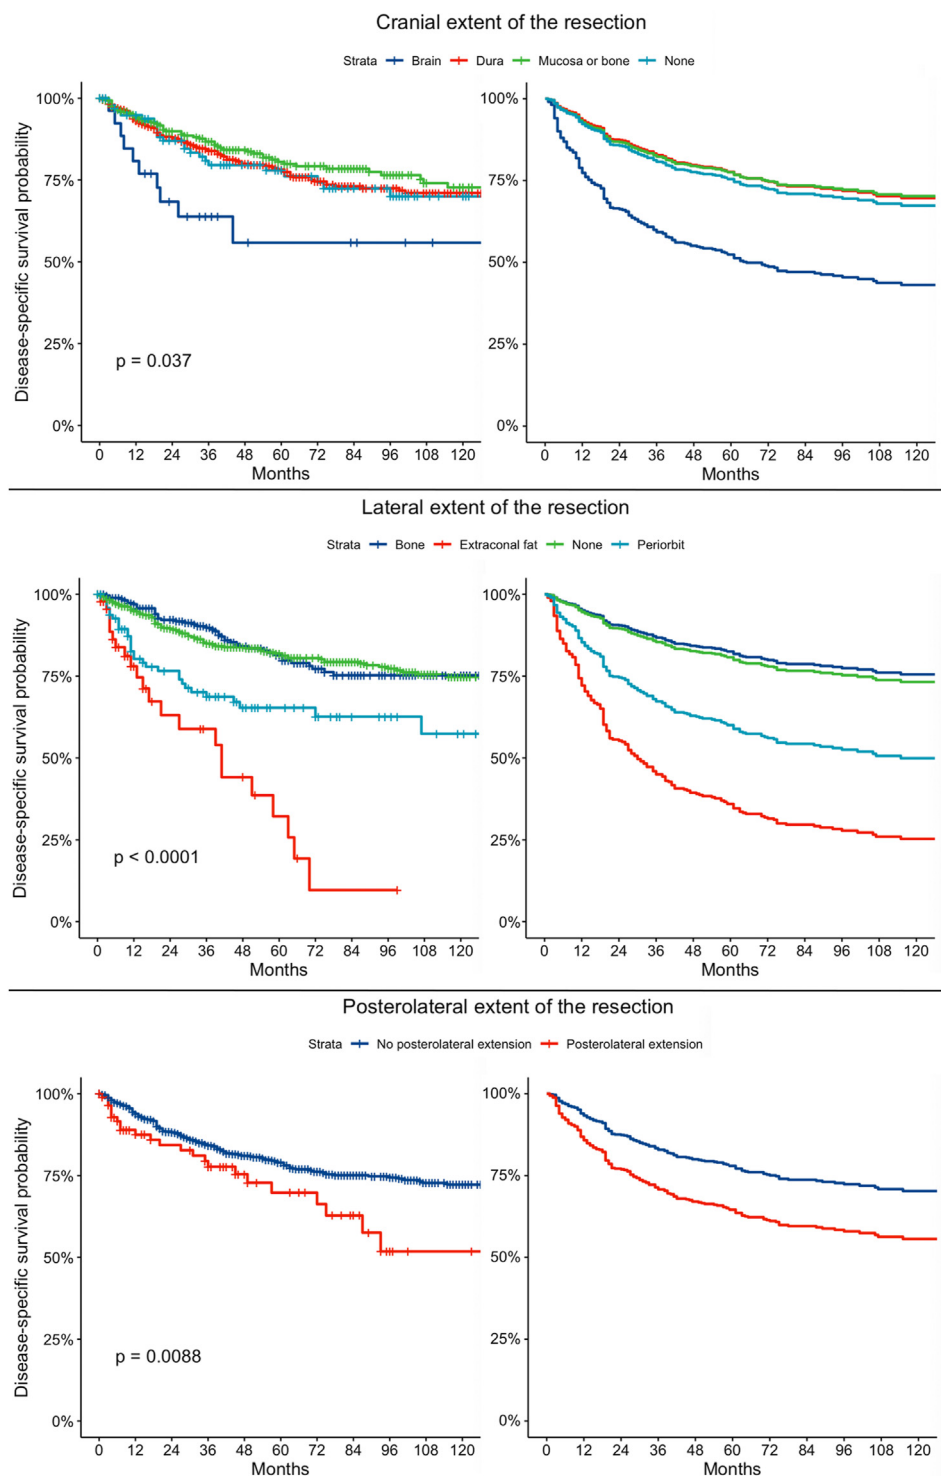 Cranial extent of the resection
Strata Brain Dura Mucosa or bone None
Disease-specific survival probability
100%
75%
50%
25%
0%
p = 0.037
0 12 24 36 48 60 72 84 96 108 120
Months
100%
75%
50%
25%
0%
0 12 24 36 48 60 72 84 96 108 120
Months
Lateral extent of the resection
Strata Bone Extraconal fat None Periorbit
Disease-specific survival probability
100%
75%
50%
25%
0%
p < 0.0001
0 12 24 36 48 60 72 84 96 108 120
Months
100%
75%
50%
25%
0%
0 12 24 36 48 60 72 84 96 108 120
Months
Posterolateral extent of the resection
Strata No posterolateral extension Posterolateral extension
Disease-specific survival probability
100%
75%
50%
25%
0%
p = 0.0088
0 12 24 36 48 60 72 84 96 108 120
Months
100%
75%
50%
25%
0%
0 12 24 36 48 60 72 84 96 108 120
Months